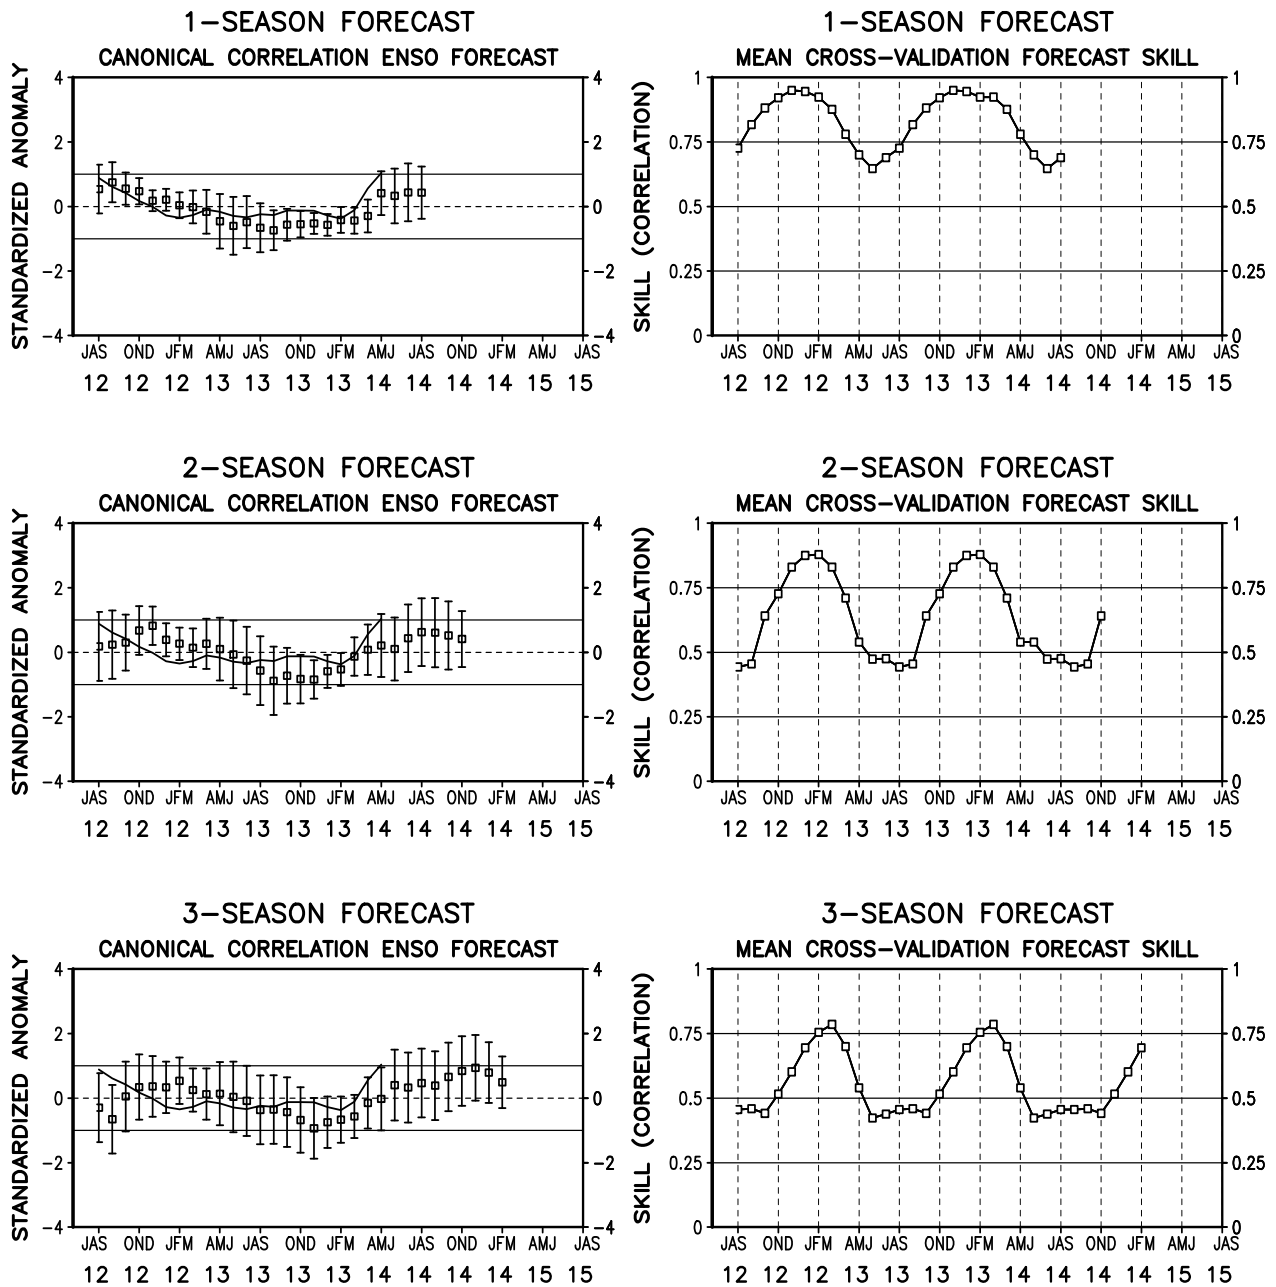 1-SEASON FORECAST
CANONICAL CORRELATION ENSO FORECAST
STANDARDIZED ANOMALY
4 4
2 2
0 0
-2 -2
-4 -4
JAS OND JFM AMJ JAS OND JFM AMJ JAS OND JFM AMJ JAS
12 12 12 13 13 13 13 14 14 14 14 15 15
1-SEASON FORECAST
MEAN CROSS-VALIDATION FORECAST SKILL
SKILL (CORRELATION)
1 1
0.75 0.75
0.5 0.5
0.25 0.25
0 0
JAS OND JFM AMJ JAS OND JFM AMJ JAS OND JFM AMJ JAS
12 12 12 13 13 13 13 14 14 14 14 15 15
2-SEASON FORECAST
CANONICAL CORRELATION ENSO FORECAST
STANDARDIZED ANOMALY
4 4
2 2
0 0
-2 -2
-4 -4
JAS OND JFM AMJ JAS OND JFM AMJ JAS OND JFM AMJ JAS
12 12 12 13 13 13 13 14 14 14 14 15 15
2-SEASON FORECAST
MEAN CROSS-VALIDATION FORECAST SKILL
SKILL (CORRELATION)
1 1
0.75 0.75
0.5 0.5
0.25 0.25
0 0
JAS OND JFM AMJ JAS OND JFM AMJ JAS OND JFM AMJ JAS
12 12 12 13 13 13 13 14 14 14 14 15 15
3-SEASON FORECAST
CANONICAL CORRELATION ENSO FORECAST
STANDARDIZED ANOMALY
4 4
2 2
0 0
-2 -2
-4 -4
JAS OND JFM AMJ JAS OND JFM AMJ JAS OND JFM AMJ JAS
12 12 12 13 13 13 13 14 14 14 14 15 15
3-SEASON FORECAST
MEAN CROSS-VALIDATION FORECAST SKILL
SKILL (CORRELATION)
1 1
0.75 0.75
0.5 0.5
0.25 0.25
0 0
JAS OND JFM AMJ JAS OND JFM AMJ JAS OND JFM AMJ JAS
12 12 12 13 13 13 13 14 14 14 14 15 15